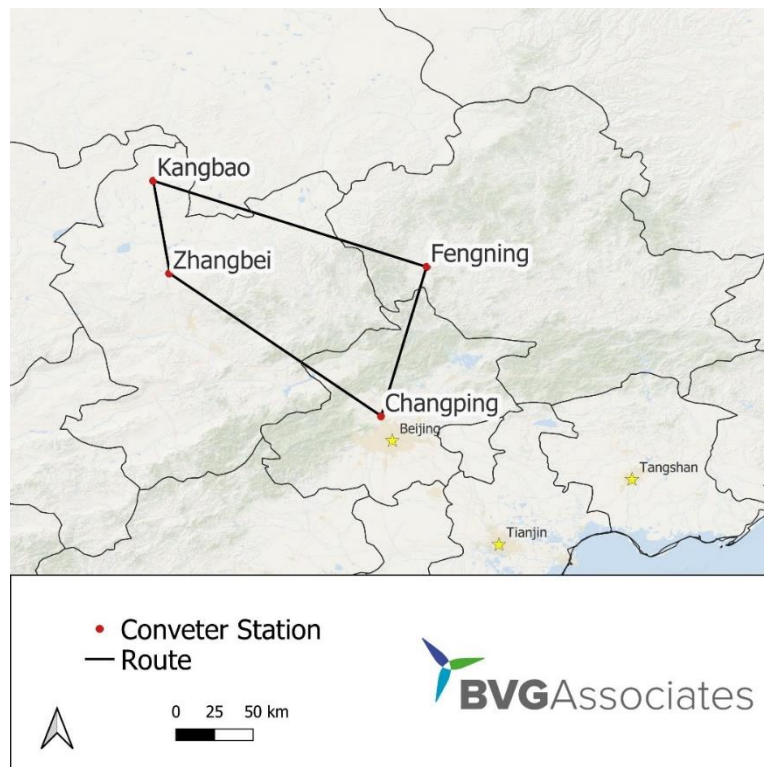 Kangbao
Zhangbei
Fengning
Changping
Beijing
Tangshan
Tianjin
Conveter Station
Route
0 25 50 km
BVGAssociates